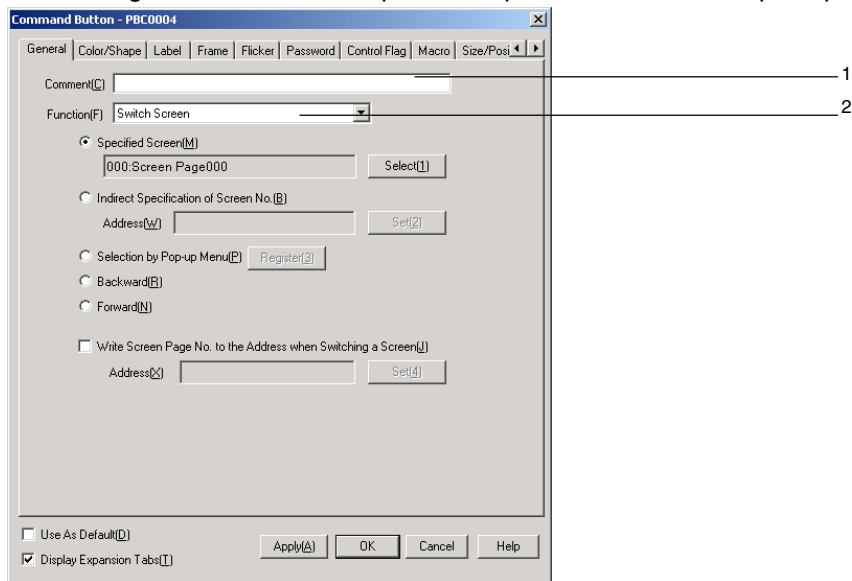 Command Button - PBC0004
General Color/Shape Label Frame Flicker Password Control Flag Macro Size/Posi
Comment(C) 1
Function(F) Switch Screen 2
Specified Screen(M)
000:Screen Page000 Select(1)
Indirect Specification of Screen No.(B)
Address(W) Set(2)
Selection by Pop-up Menu(P) Register(3)
Backward(R)
Forward(N)
Write Screen Page No. to the Address when Switching a Screen(J)
Address(X) Set(4)
Use As Default(D)
Display Expansion Tabs(T)
Apply(A) OK Cancel Help